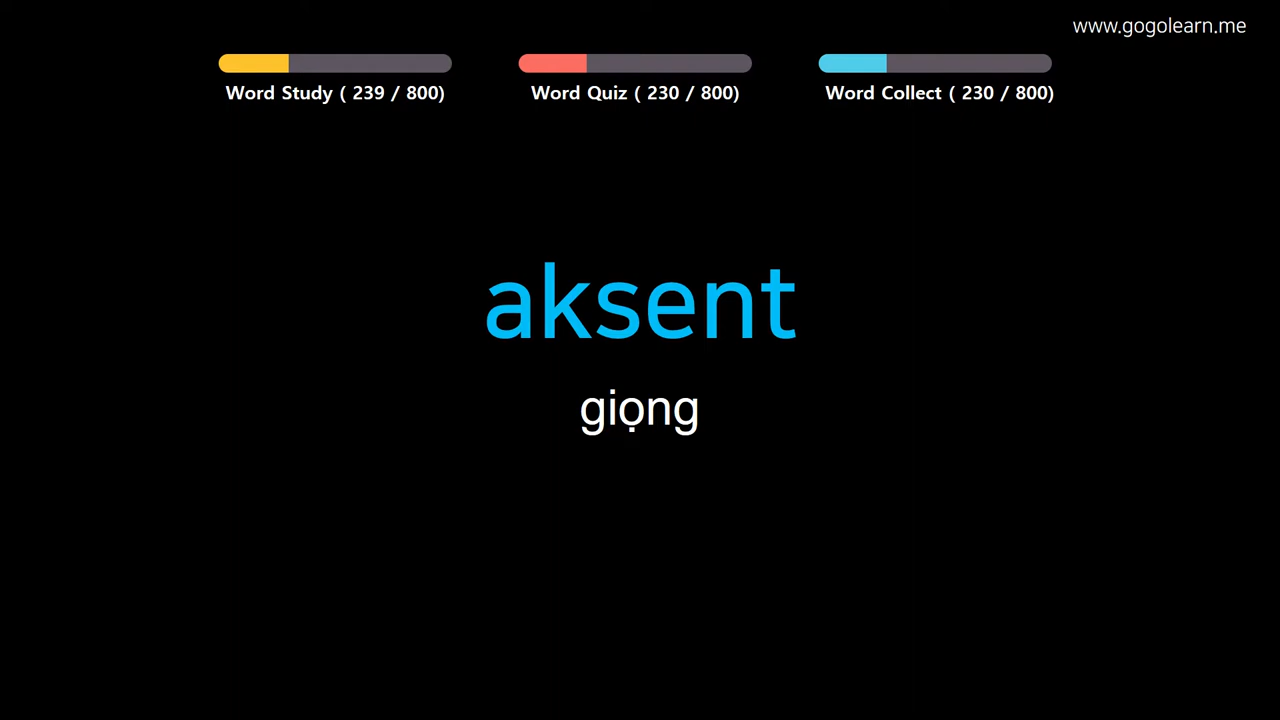 www.gogolearn.me
Word Study ( 239 / 800)
Word Quiz ( 230 / 800)
Word Collect ( 230 / 800)
aksent
giọng